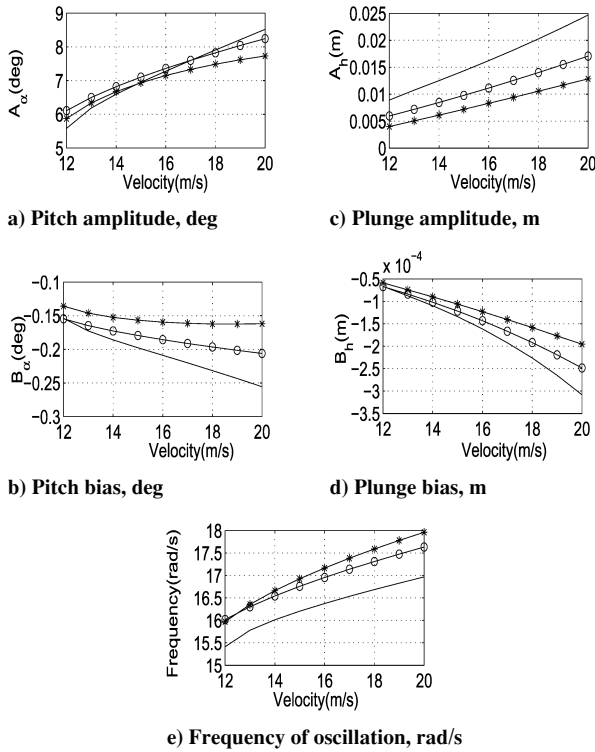 9
8
7
6
5
12 14 16 18 20
Velocity(m/s)
A_α(deg)
a) Pitch amplitude, deg
0.025
0.02
0.015
0.01
0.005
0
12 14 16 18 20
Velocity(m/s)
A_h(m)
c) Plunge amplitude, m
−0.1
−0.15
−0.2
−0.25
−0.3
12 14 16 18 20
Velocity(m/s)
B_α(deg)
b) Pitch bias, deg
x 10⁻⁴
−0.5
−1
−1.5
−2
−2.5
−3
−3.5
12 14 16 18 20
Velocity(m/s)
B_h(m)
d) Plunge bias, m
18
17.5
17
16.5
16
15.5
15
12 14 16 18 20
Velocity(m/s)
Frequency(rad/s)
e) Frequency of oscillation, rad/s